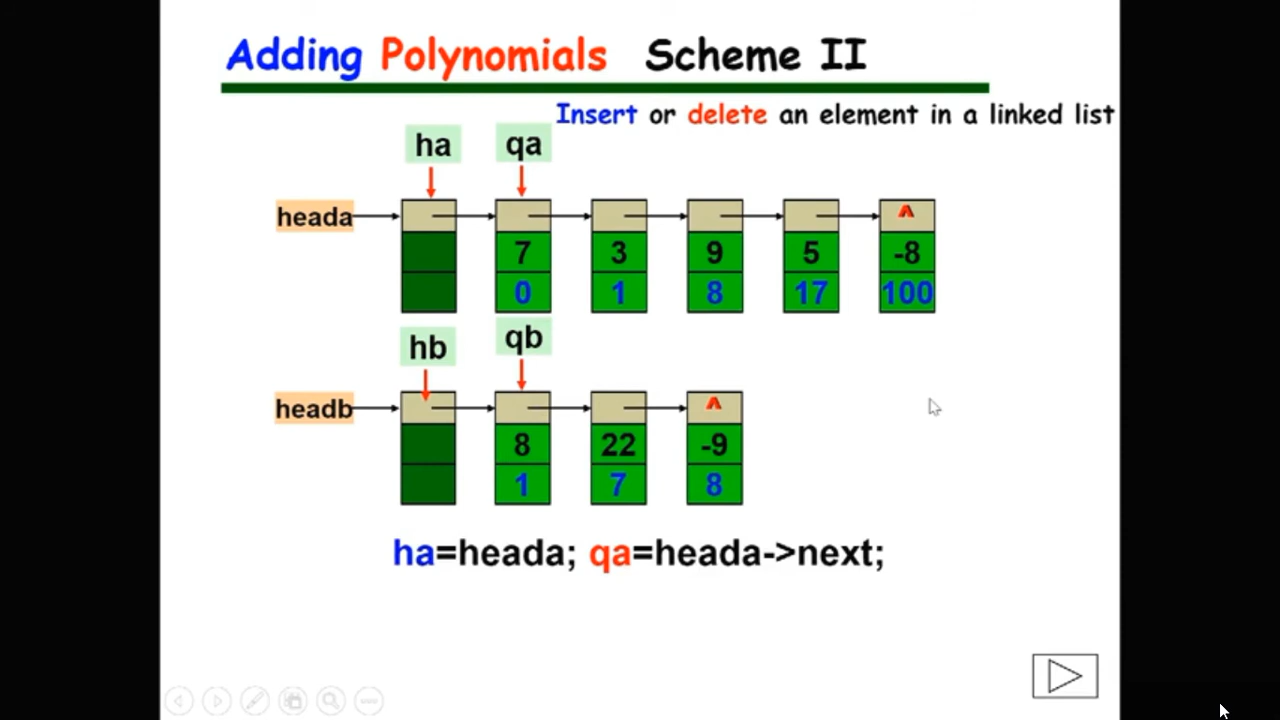 Adding Polynomials Scheme II
Insert or delete an element in a linked list
ha qa
heada ^
7 3 9 5 -8
0 1 8 17 100
hb qb
headb ^
8 22 -9
1 7 8
ha=heada; qa=heada->next;